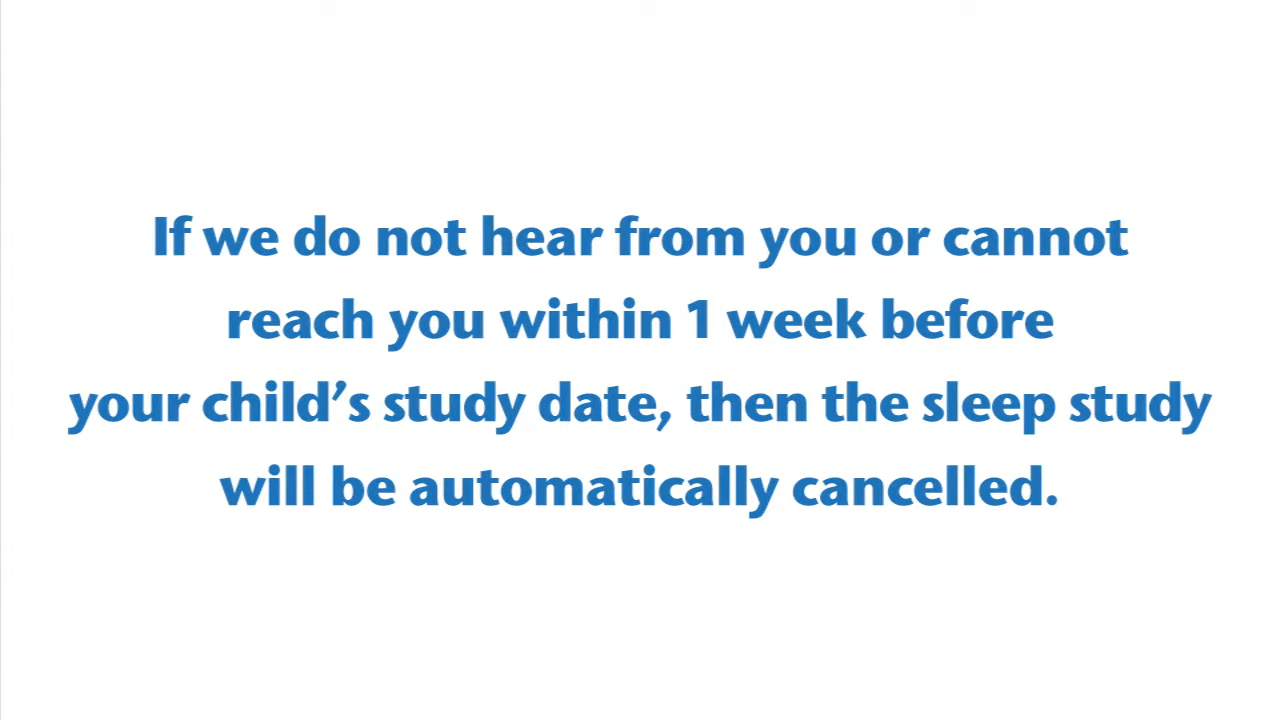 If we do not hear from you or cannot
reach you within 1 week before
your child’s study date, then the sleep study
will be automatically cancelled.